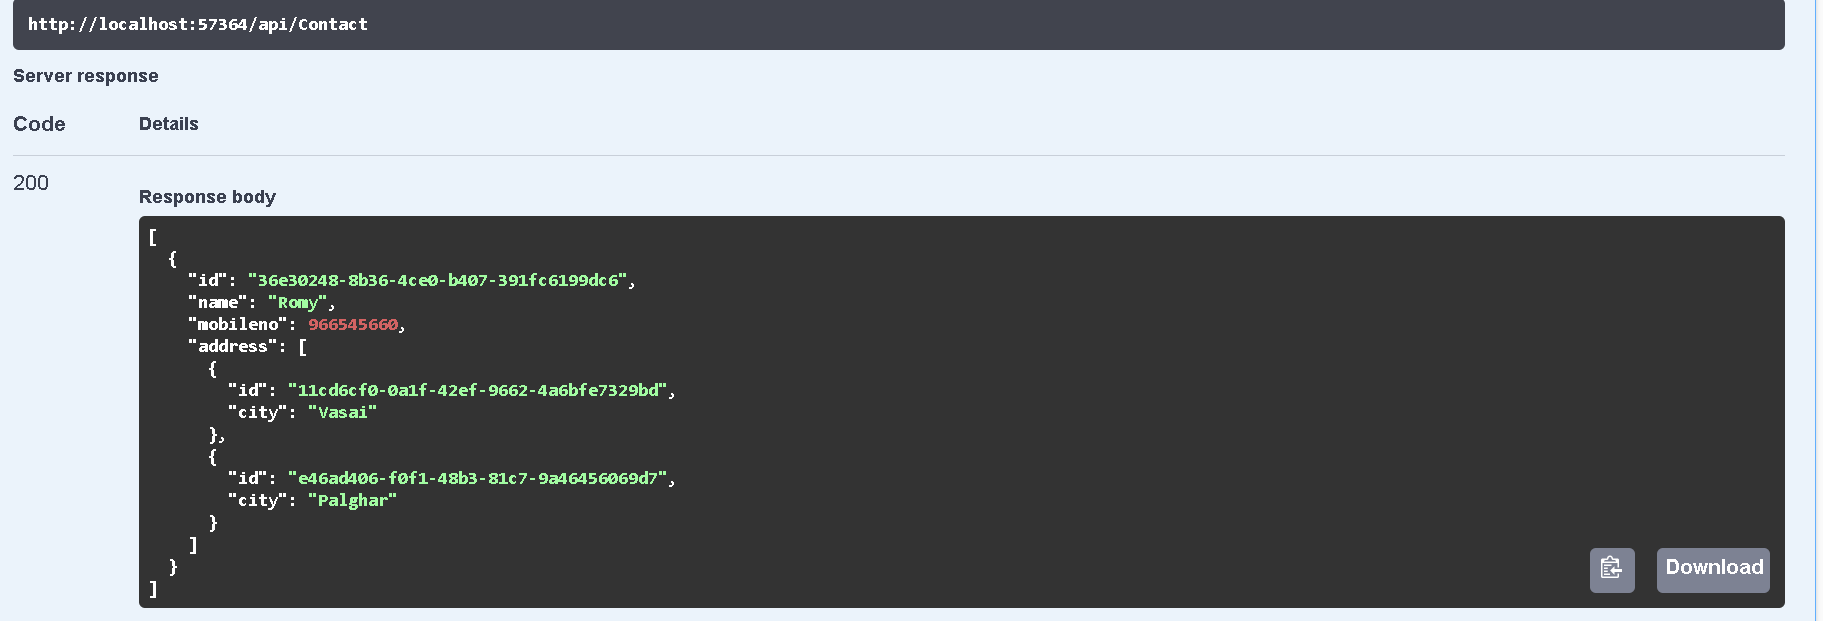 http://localhost:57364/api/Contact
Server response
Code Details
200
Response body
[
{
"id": "36e30248-8b36-4ce0-b407-391fc6199dc6",
"name": "Romy",
"mobileno": 966545660,
"address": [
{
"id": "11cd6cf0-0a1f-42ef-9662-4a6bfe7329bd",
"city": "Vasai"
},
{
"id": "e46ad406-f0f1-48b3-81c7-9a46456069d7",
"city": "Palghar"
}
]
}
]
Download